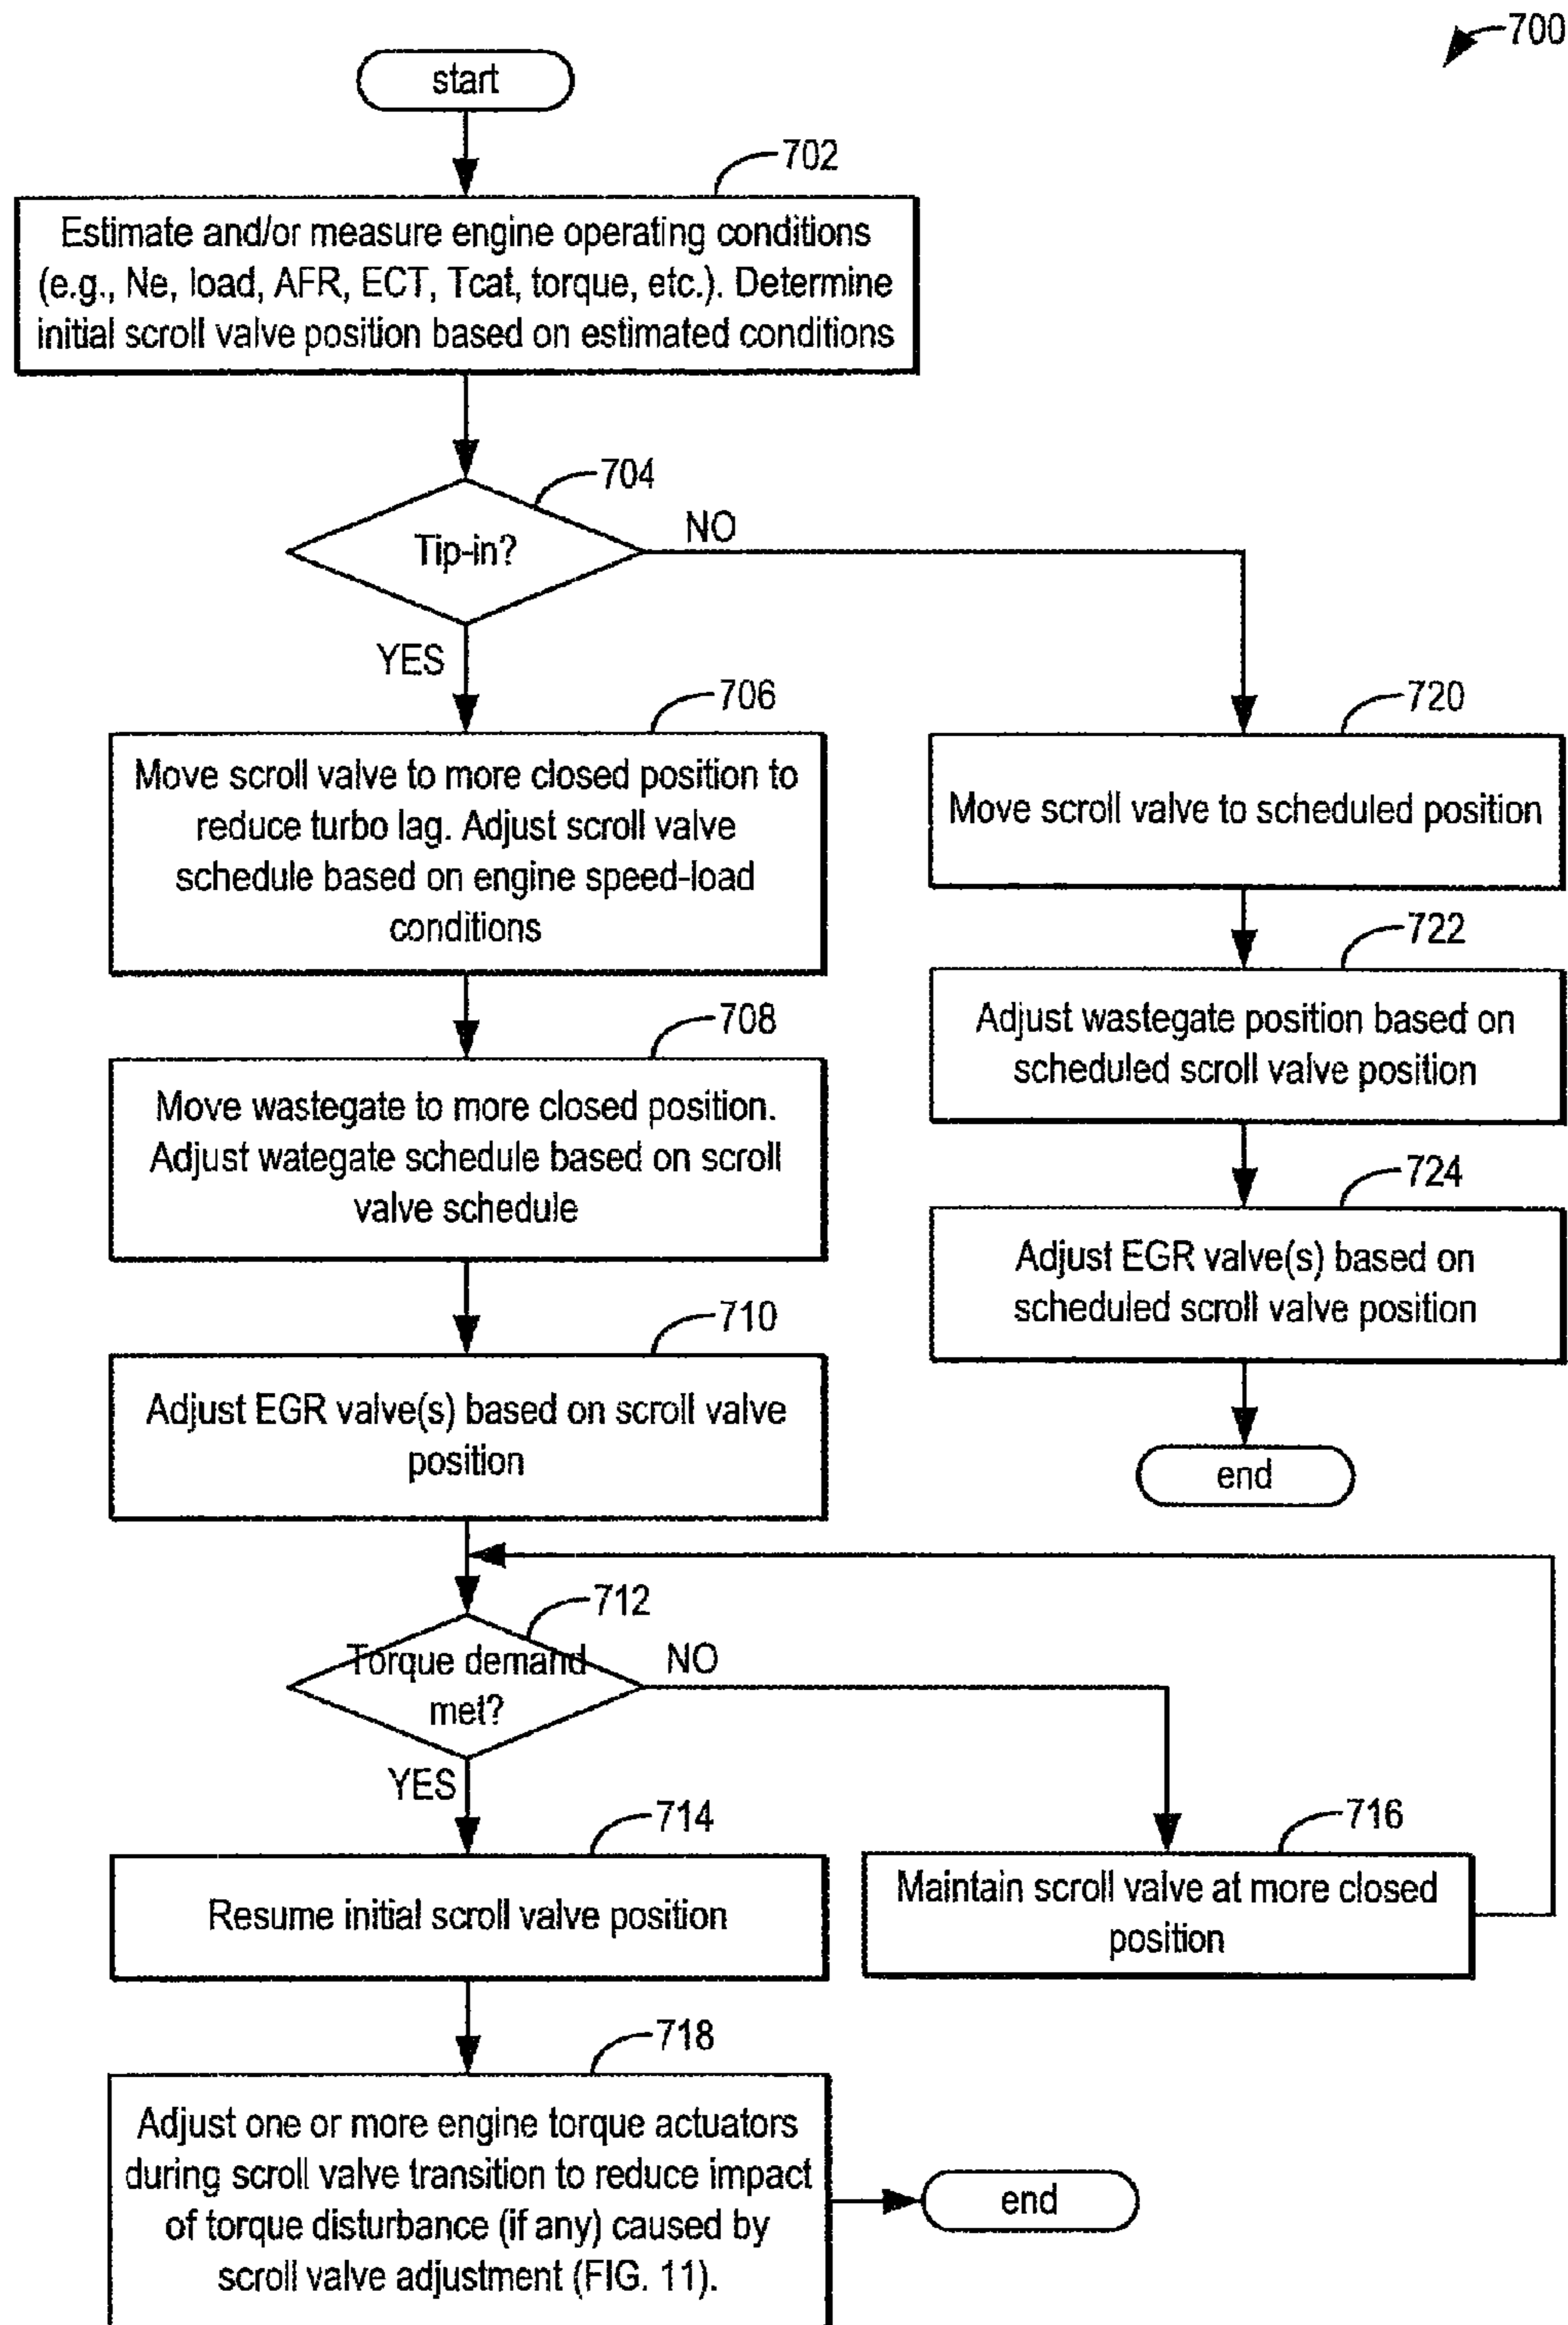 700
start
702
Estimate and/or measure engine operating conditions
(e.g., Ne, load, AFR, ECT, Tcat, torque, etc.). Determine
initial scroll valve position based on estimated conditions
704
Tip-in?
NO
YES
706
Move scroll valve to more closed position to
reduce turbo lag. Adjust scroll valve
schedule based on engine speed-load
conditions
708
Move wastegate to more closed position.
Adjust wategate schedule based on scroll
valve schedule
710
Adjust EGR valve(s) based on scroll valve
position
720
Move scroll valve to scheduled position
722
Adjust wastegate position based on
scheduled scroll valve position
724
Adjust EGR valve(s) based on
scheduled scroll valve position
end
712
Torque demand
met?
NO
YES
714
Resume initial scroll valve position
716
Maintain scroll valve at more closed
position
718
Adjust one or more engine torque actuators
during scroll valve transition to reduce impact
of torque disturbance (if any) caused by
scroll valve adjustment (FIG. 11).
end